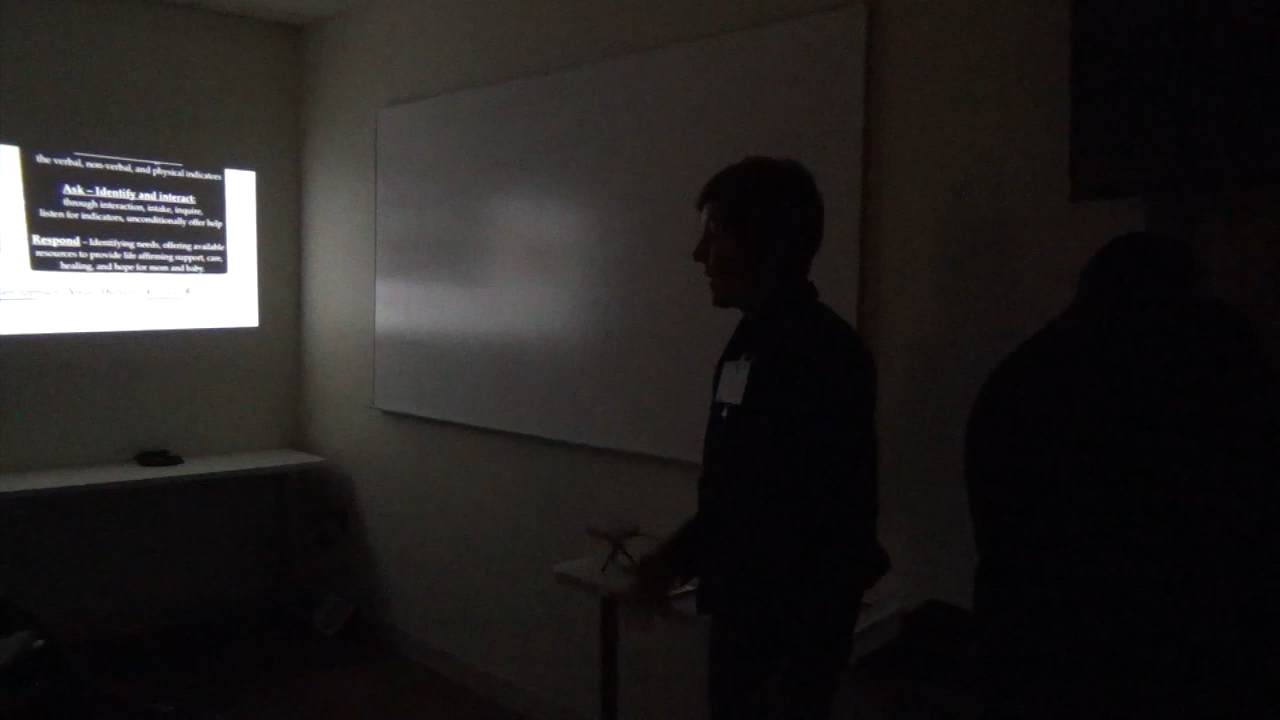 the verbal, non-verbal, and physical indicators
Ask – Identify and interact:
through interaction, intake, inquire,
listen for indicators, unconditionally offer help
Respond – Identifying needs, offering available
resources to provide life affirming support, care,
healing, and hope for mom and baby.